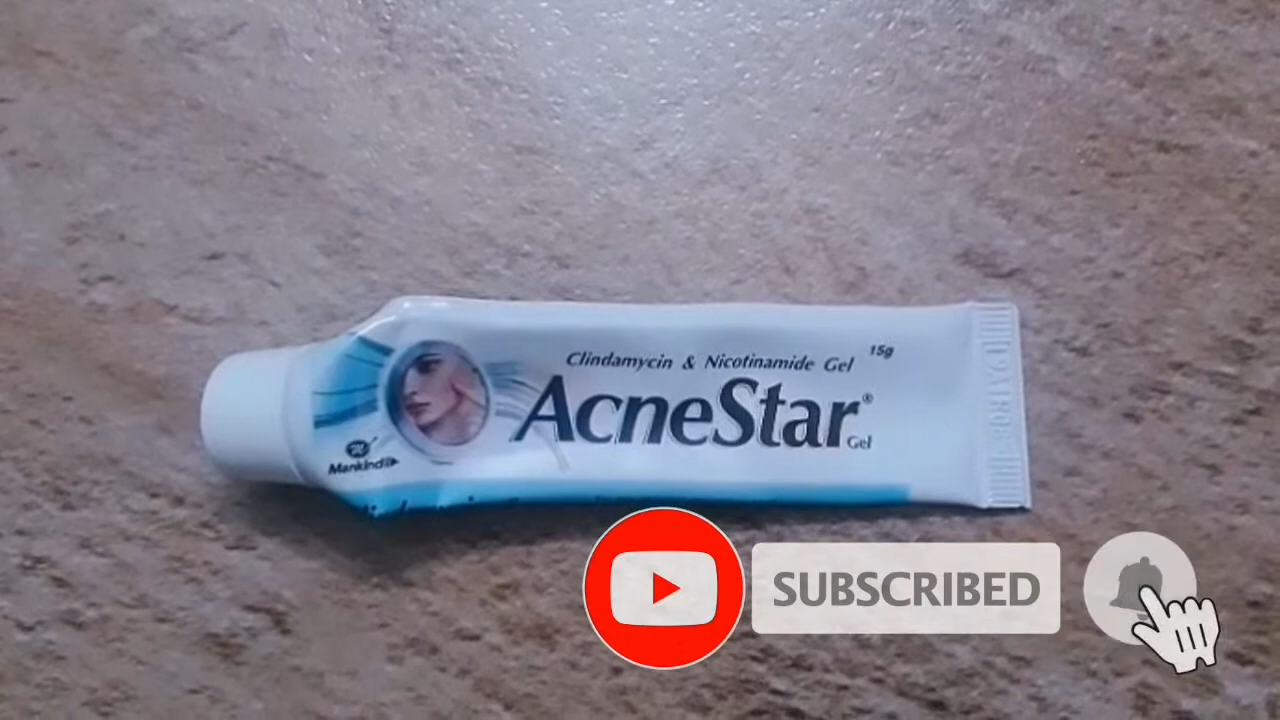 Clindamycin & Nicotinamide Gel 15g
AcneStar®
Gel
Mankind
SUBSCRIBED